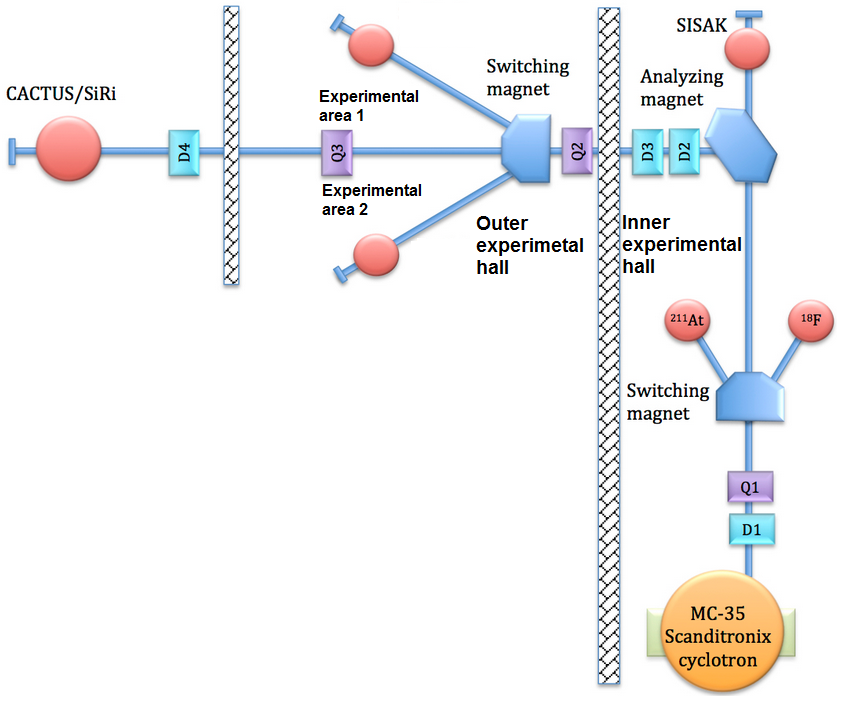 SISAK
Switching
magnet
Analyzing
magnet
CACTUS/SiRi
Experimental
area 1
D4
Q3
Q2
D3
D2
Experimental
area 2
Outer
experimetal
hall
Inner
experimental
hall
²¹¹At
¹⁸F
Switching
magnet
Q1
D1
MC-35
Scanditronix
cyclotron